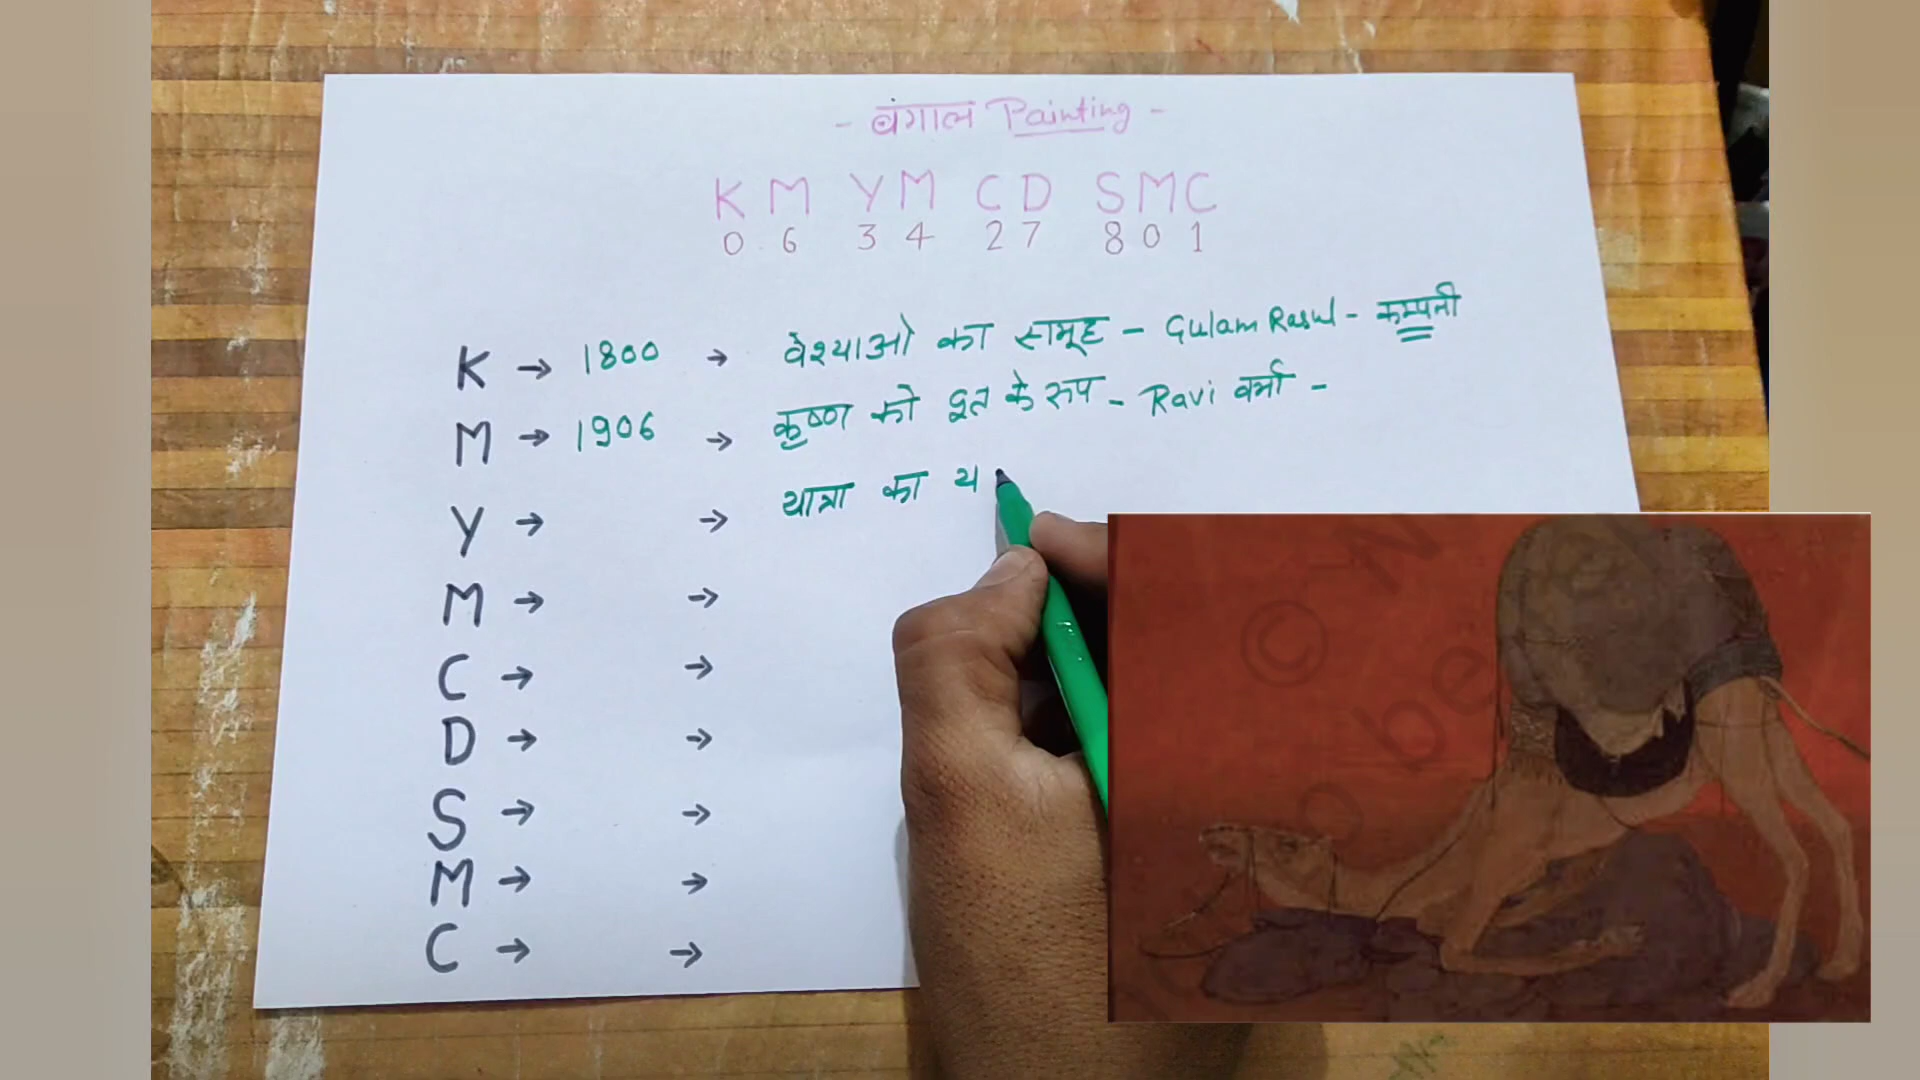 - बंगाल Painting -
K M Y M C D S M C
0 6 3 4 2 7 8 0 1
K → 1800 → वेश्याओ का समूह - Gulam Rasul - कम्पनी
M → 1906 → कृष्ण को दूत के रूप - Ravi वर्मा -
Y → → यात्रा का य
M → →
C → →
D → →
S → →
M → →
C → →
©